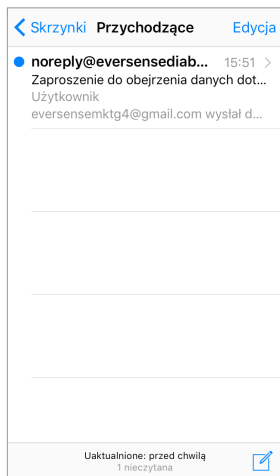 Skrzynki Przychodzące Edycja
noreply@eversensediab... 15:51
Zaproszenie do obejrzenia danych dot...
Użytkownik
eversensemktg4@gmail.com wysłał d...
Uaktualnione: przed chwilą
1 nieczytana